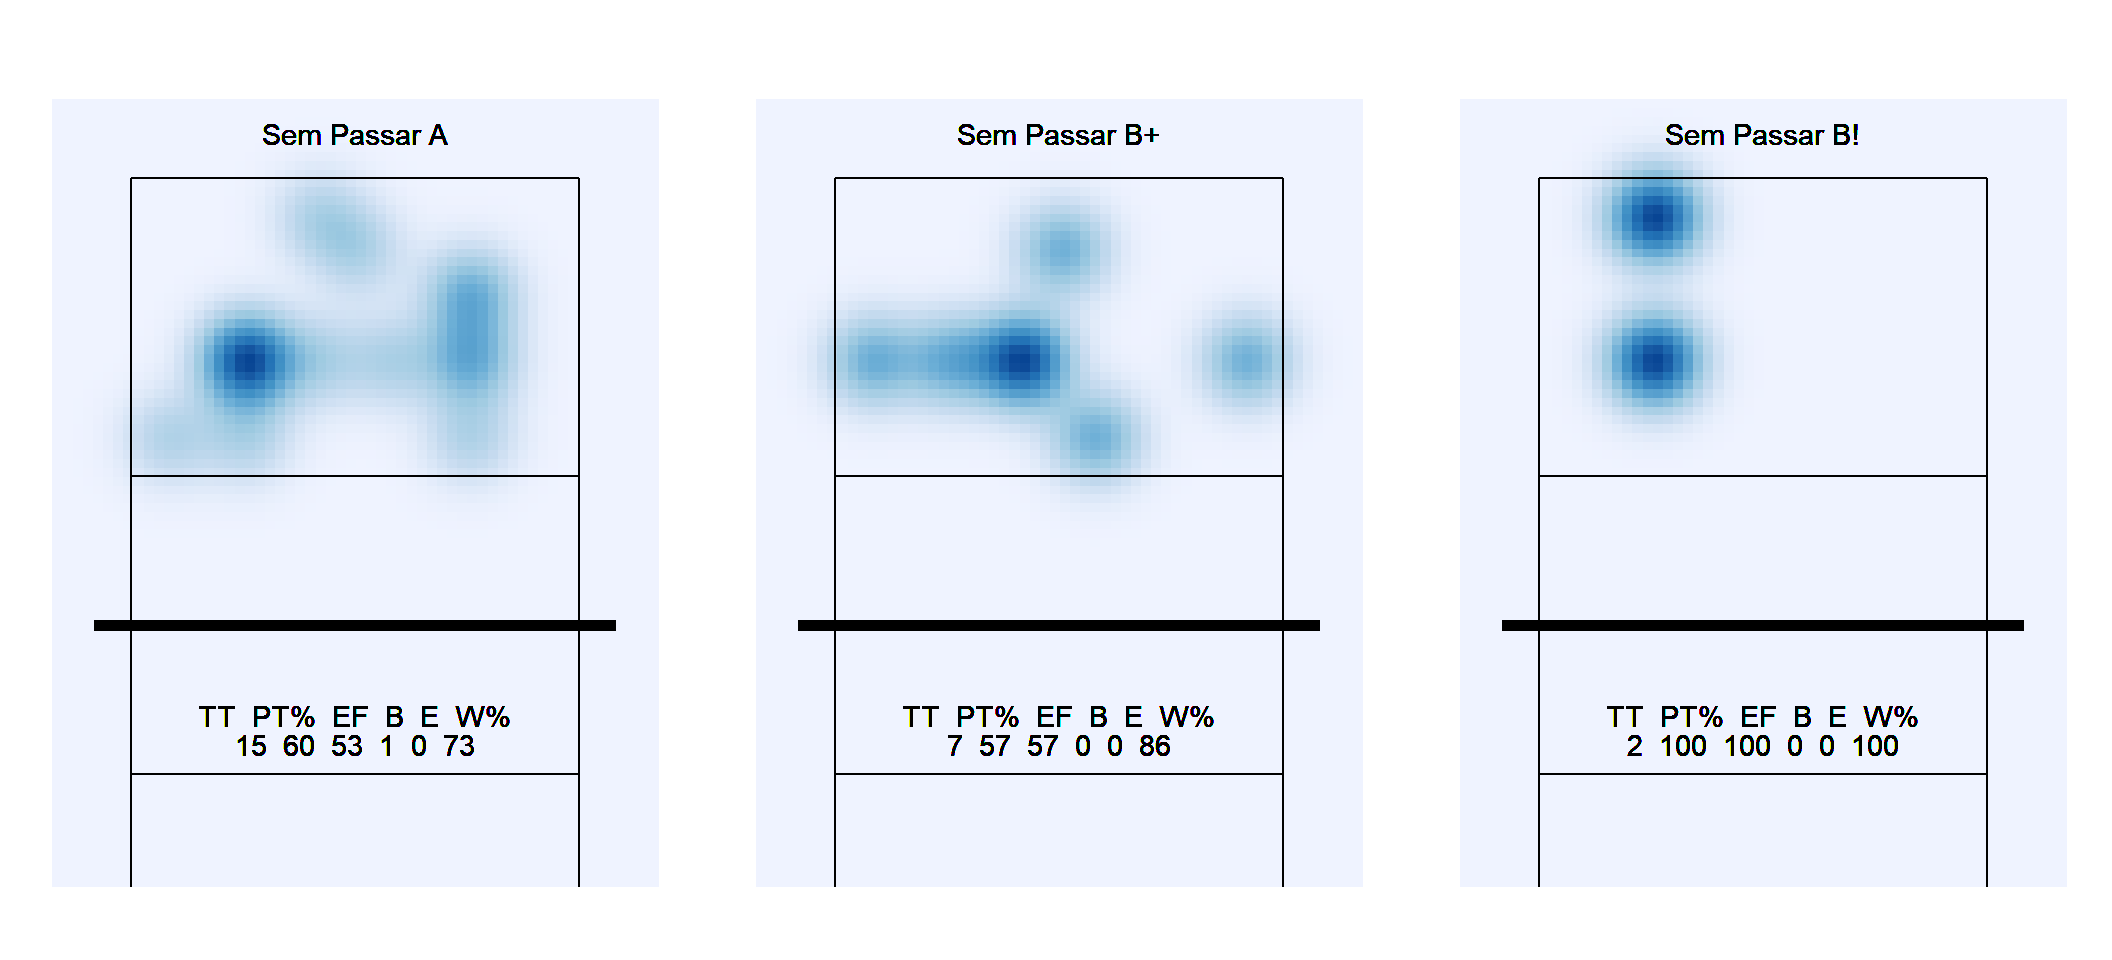 Sem Passar A
TT PT% EF B E W%
15 60 53 1 0 73
Sem Passar B+
TT PT% EF B E W%
7 57 57 0 0 86
Sem Passar B!
TT PT% EF B E W%
2 100 100 0 0 100